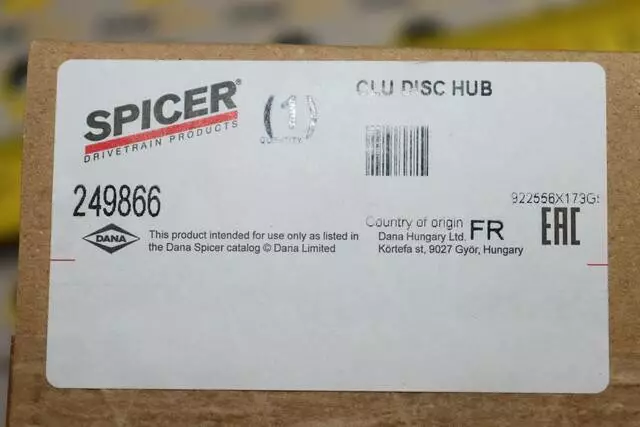 SPICER®
DRIVETRAIN PRODUCTS
(1)
QUANTITY
CLU DISC HUB
249866
922556X173G
DANA
This product intended for use only as listed in
the Dana Spicer catalog © Dana Limited
Country of origin FR
Dana Hungary Ltd.
Körtefa st, 9027 Győr, Hungary
EAC